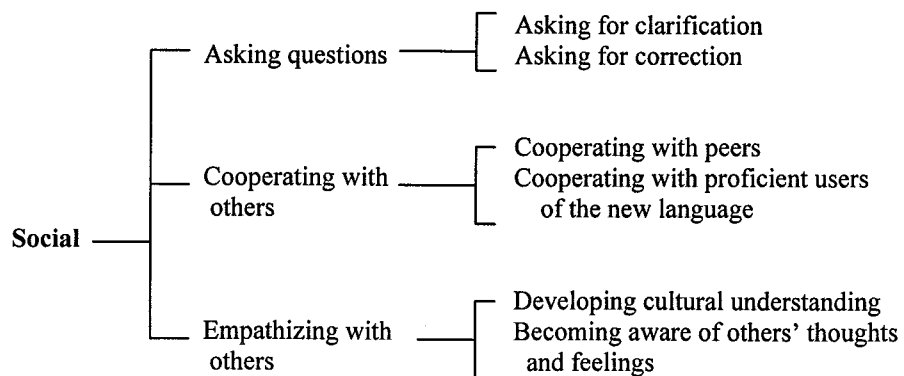 Asking questions
Asking for clarification
Asking for correction
Cooperating with
others
Cooperating with peers
Cooperating with proficient users
of the new language
Social
Empathizing with
others
Developing cultural understanding
Becoming aware of others' thoughts
and feelings